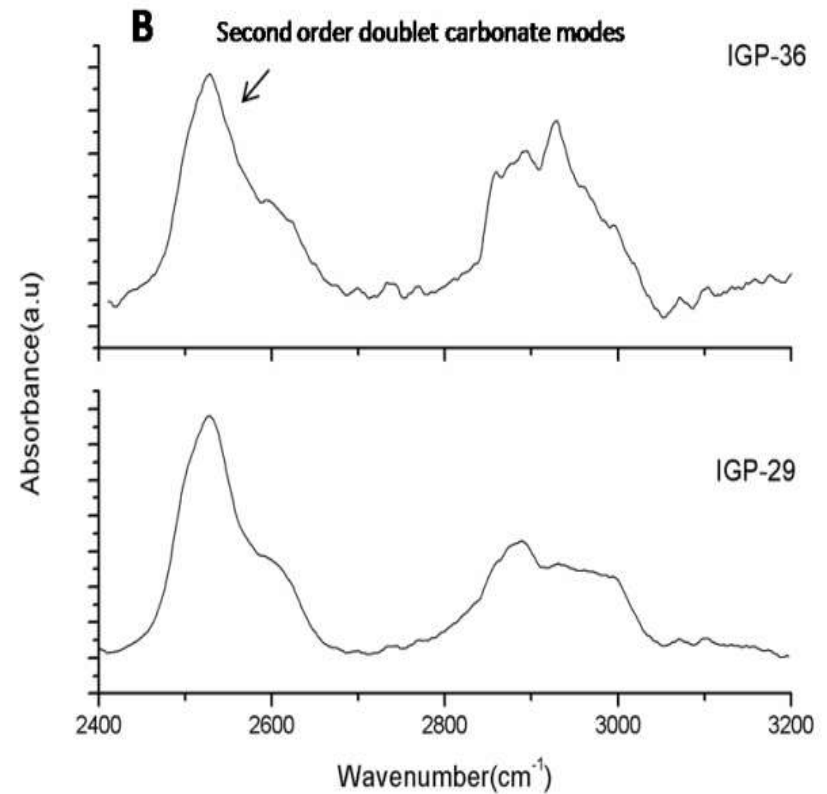 B Second order doublet carbonate modes
IGP-36
Absorbance(a.u)
IGP-29
2400 2600 2800 3000 3200
Wavenumber(cm⁻¹)